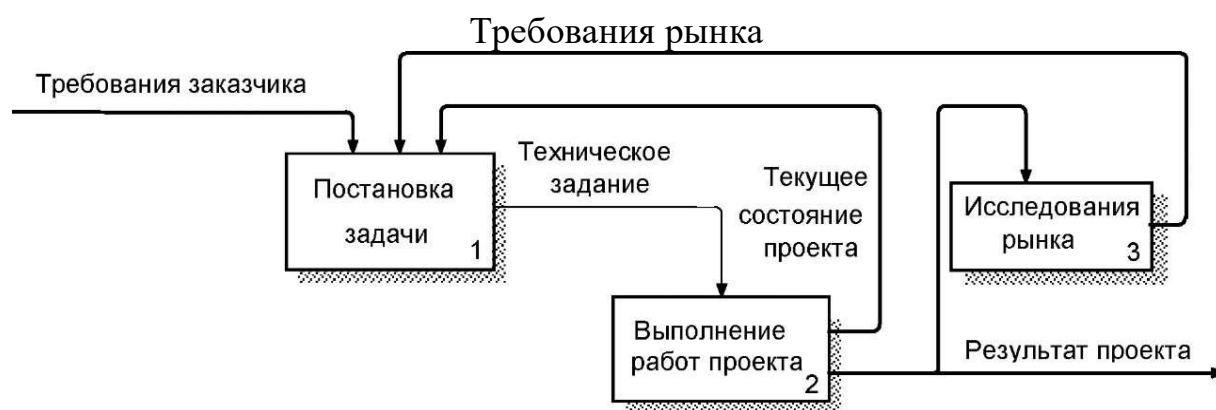 Требования рынка
Требования заказчика
Постановка
задачи
1
Техническое
задание
Текущее
состояние
проекта
Исследования
рынка
3
Выполнение
работ проекта
2
Результат проекта